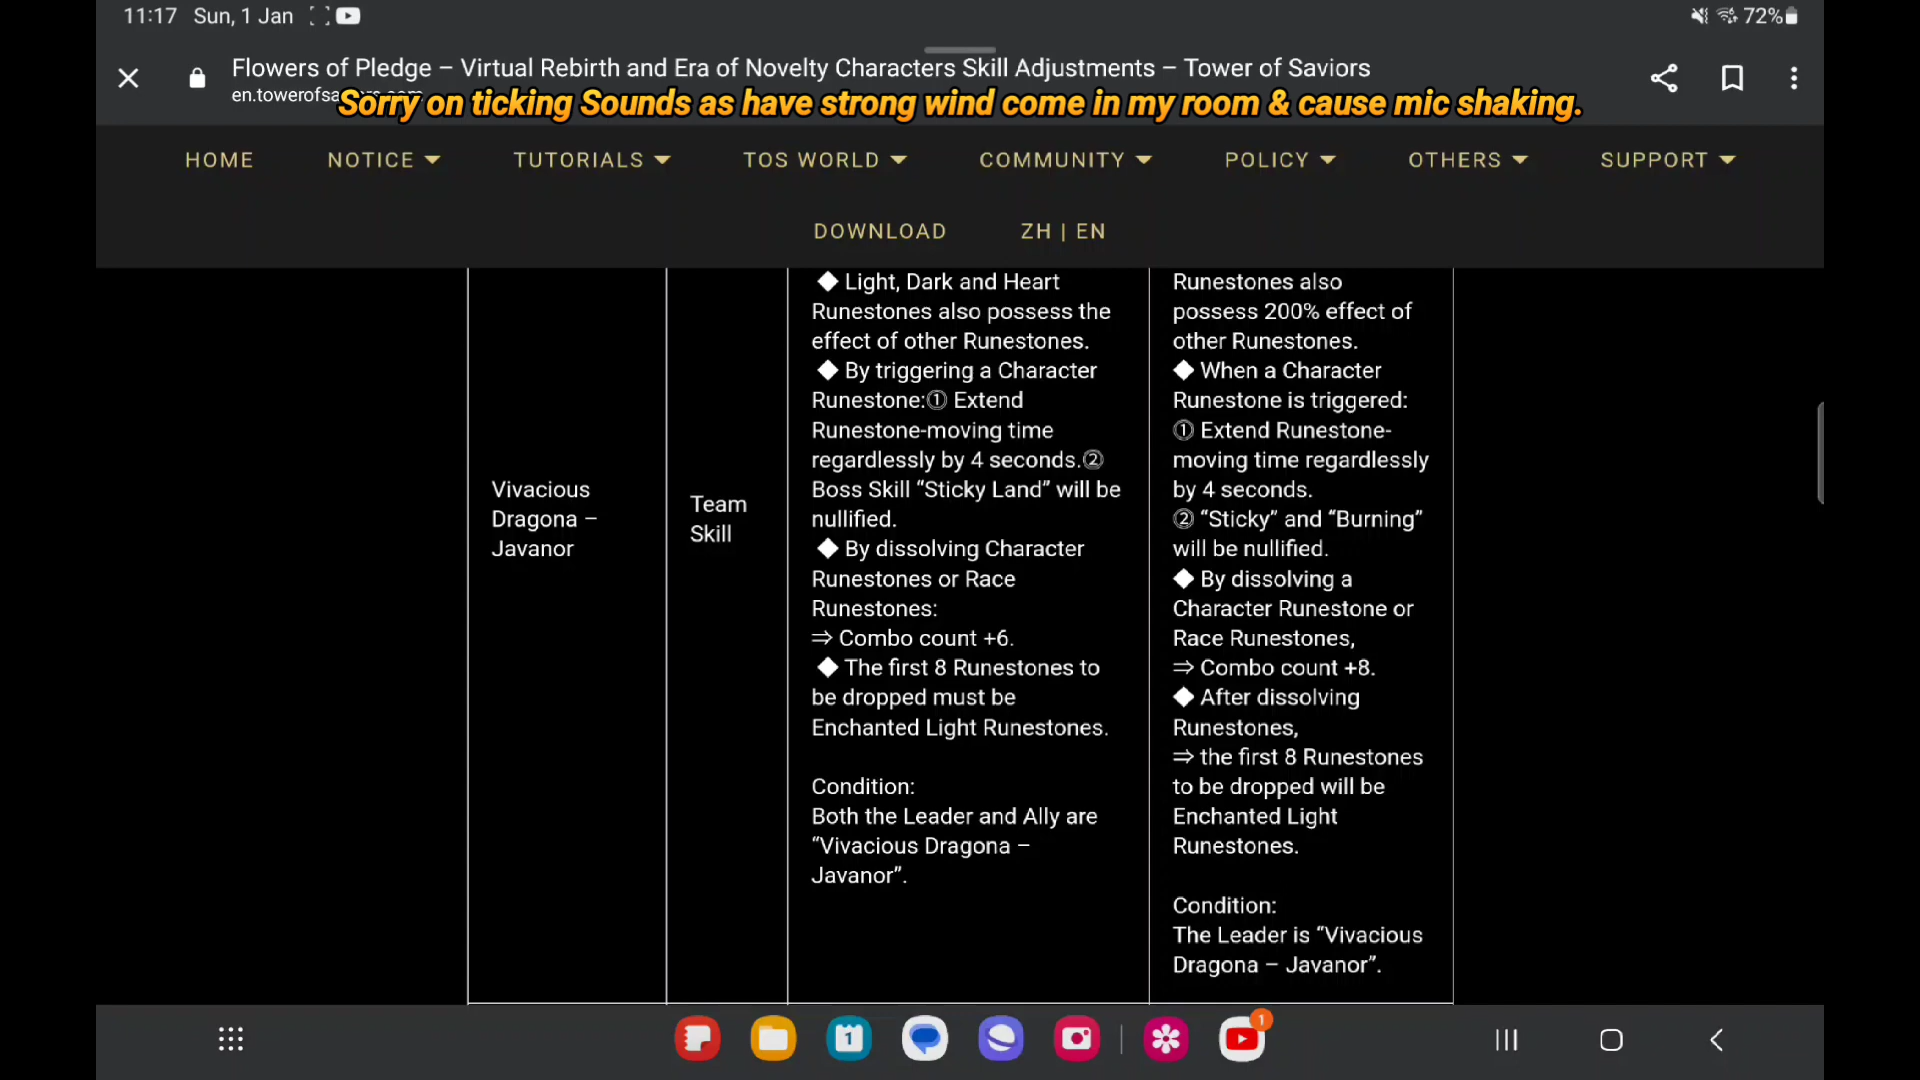 11:17 Sun, 1 Jan
72%
Flowers of Pledge – Virtual Rebirth and Era of Novelty Characters Skill Adjustments – Tower of Saviors
Sorry on ticking Sounds as have strong wind come in my room & cause mic shaking.
HOME NOTICE TUTORIALS TOS WORLD COMMUNITY POLICY OTHERS SUPPORT
DOWNLOAD ZH | EN
Vivacious
Dragona –
Javanor
Team
Skill
◆ Light, Dark and Heart
Runestones also possess the
effect of other Runestones.
◆ By triggering a Character
Runestone:① Extend
Runestone-moving time
regardlessly by 4 seconds.②
Boss Skill “Sticky Land” will be
nullified.
◆ By dissolving Character
Runestones or Race
Runestones:
⇒ Combo count +6.
◆ The first 8 Runestones to
be dropped must be
Enchanted Light Runestones.
Condition:
Both the Leader and Ally are
“Vivacious Dragona –
Javanor”.
Runestones also
possess 200% effect of
other Runestones.
◆ When a Character
Runestone is triggered:
① Extend Runestone-
moving time regardlessly
by 4 seconds.
② “Sticky” and “Burning”
will be nullified.
◆ By dissolving a
Character Runestone or
Race Runestones,
⇒ Combo count +8.
◆ After dissolving
Runestones,
⇒ the first 8 Runestones
to be dropped will be
Enchanted Light
Runestones.
Condition:
The Leader is “Vivacious
Dragona – Javanor”.
1
1